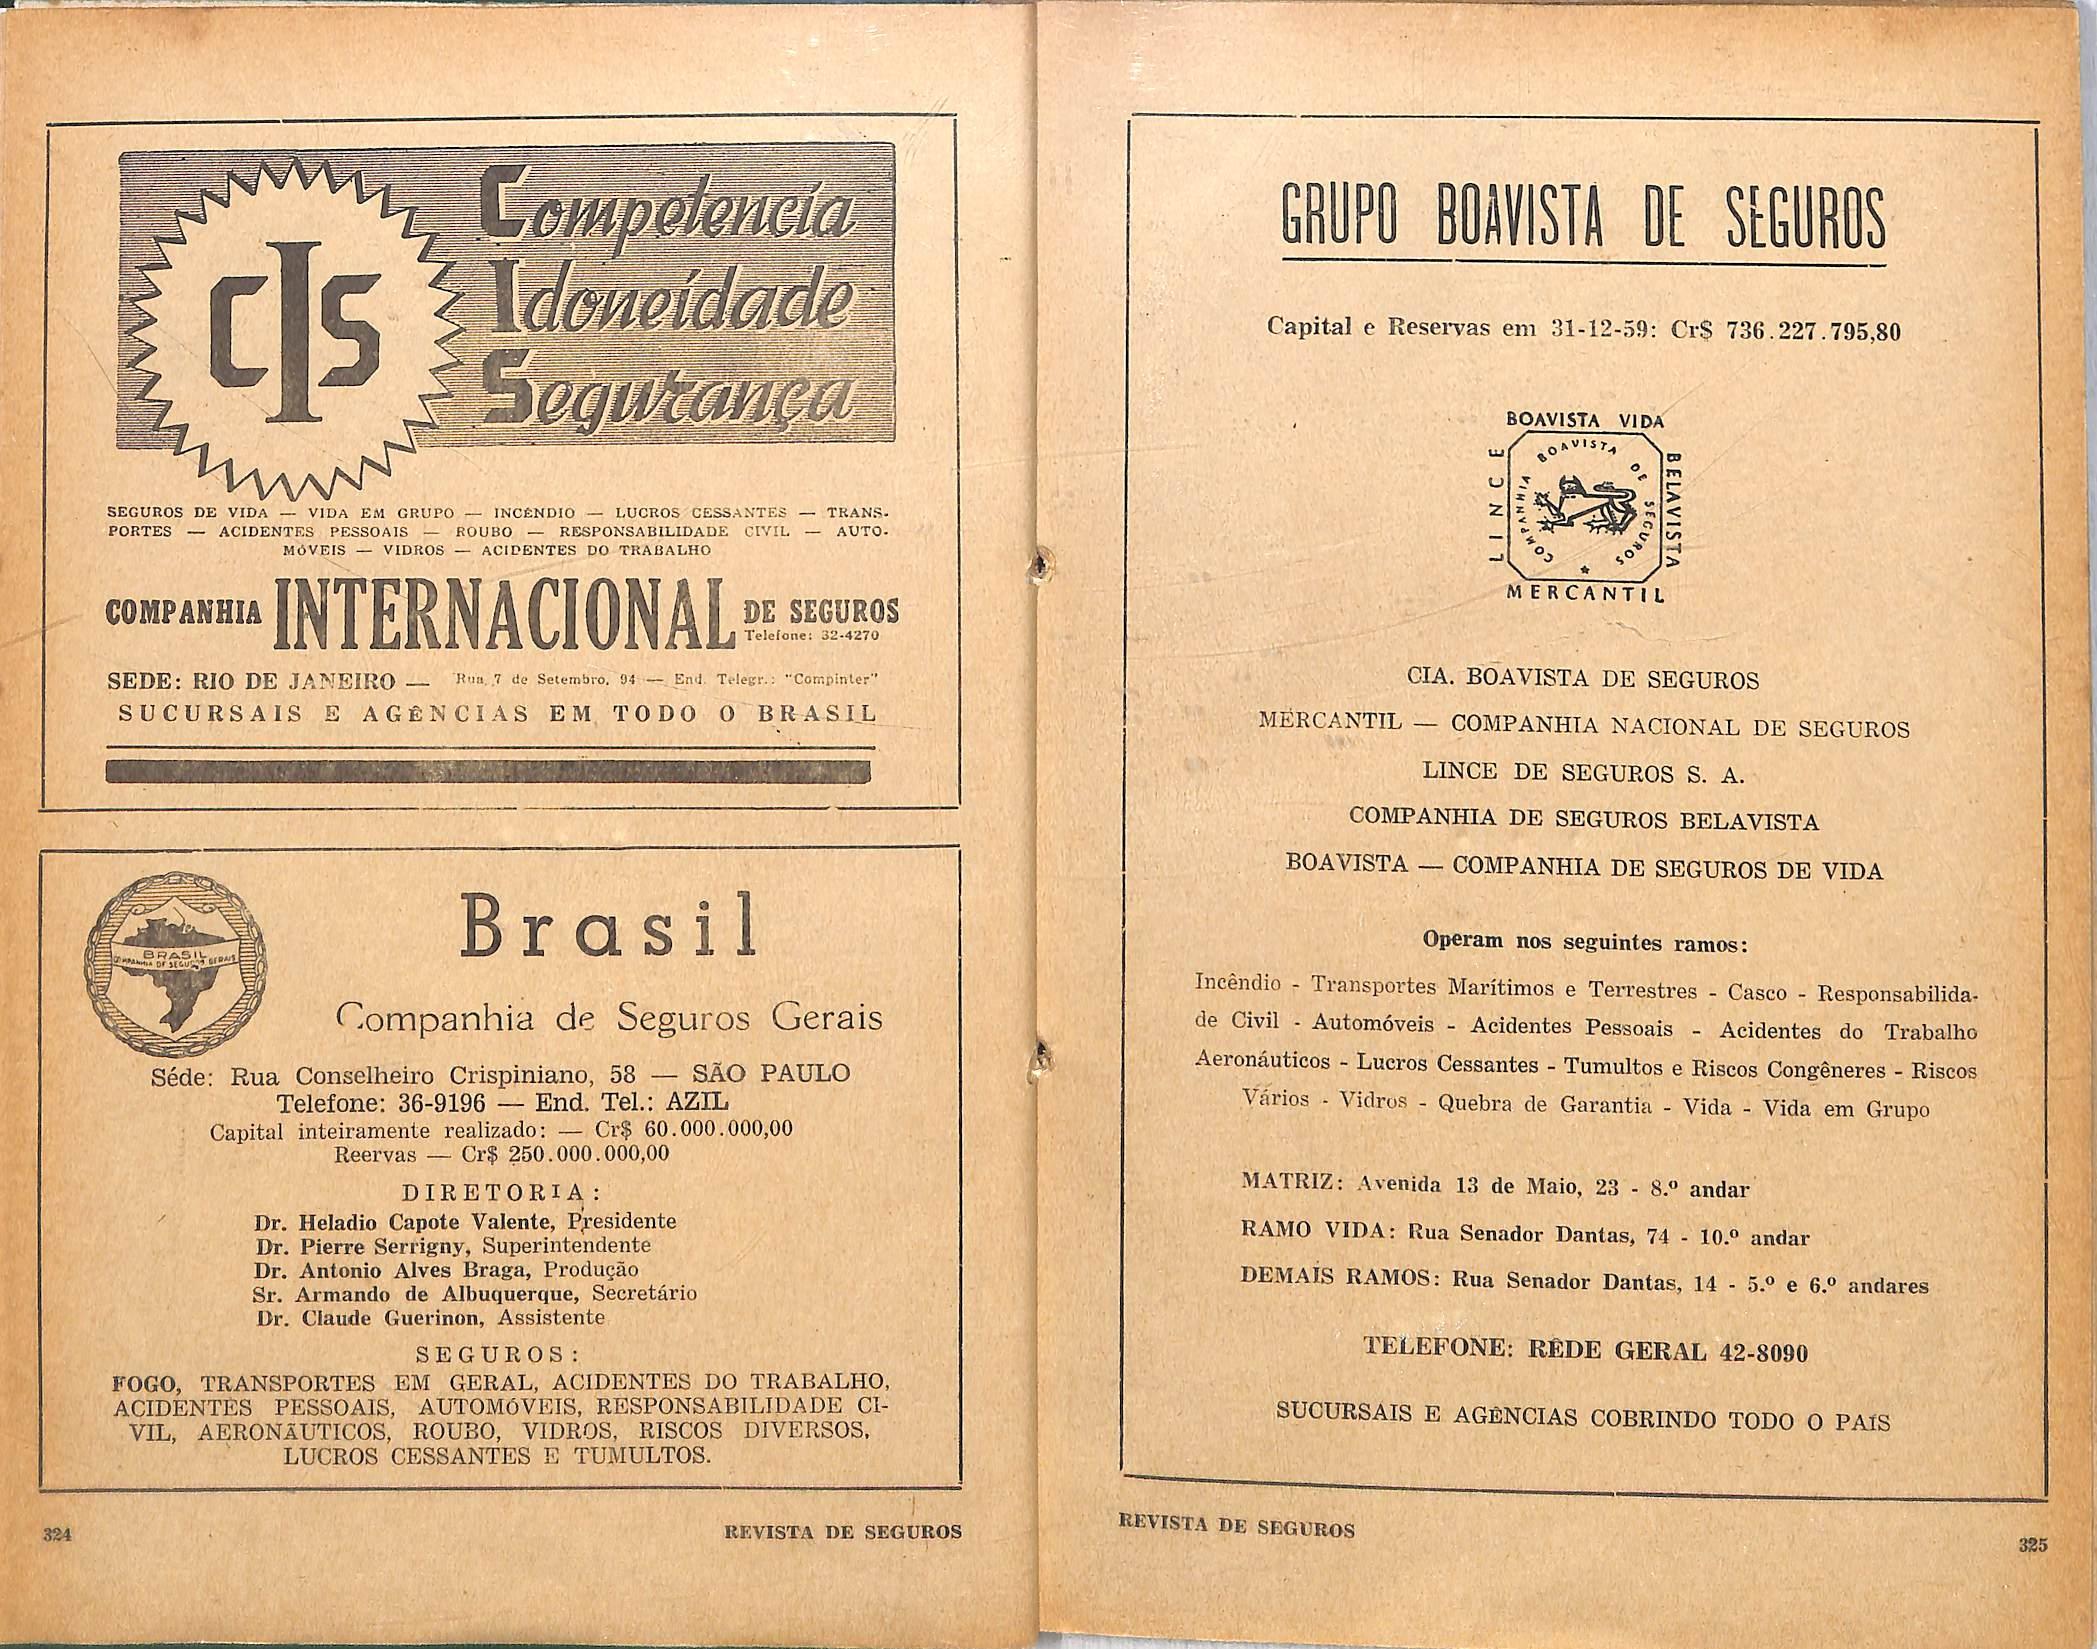 CIS
Competencia
Idoneidade
Segurança
SEGUROS DE VIDA — VIDA EM GRUPO — INCÊNDIO — LUCROS CESSANTES — TRANS-
PORTES — ACIDENTES PESSOAIS — ROUBO — RESPONSABILIDADE CIVIL — AUTO-
MÓVEIS — VIDROS — ACIDENTES DO TRABALHO
COMPANHIA INTERNACIONAL DE SEGUROS
Telefone: 32-4270
SEDE: RIO DE JANEIRO — Rua 7 de Setembro, 94 — End. Telegr.: "Compinter"
SUCURSAIS E AGÊNCIAS EM TODO O BRASIL
BRASIL
COMPANHIA DE SEGUROS GERAIS
Brasil
Companhia de Seguros Gerais
Séde: Rua Conselheiro Crispiniano, 58 — SÃO PAULO
Telefone: 36-9196 — End. Tel.: AZIL
Capital inteiramente realizado: — Cr$ 60.000.000,00
Reervas — Cr$ 250.000.000,00
DIRETORIA:
Dr. Heladio Capote Valente, Presidente
Dr. Pierre Serrigny, Superintendente
Dr. Antonio Alves Braga, Produção
Sr. Armando de Albuquerque, Secretário
Dr. Claude Guerinon, Assistente
SEGUROS:
FOGO, TRANSPORTES EM GERAL, ACIDENTES DO TRABALHO,
ACIDENTES PESSOAIS, AUTOMÓVEIS, RESPONSABILIDADE CI-
VIL, AERONÁUTICOS, ROUBO, VIDROS, RISCOS DIVERSOS,
LUCROS CESSANTES E TUMULTOS.
324
REVISTA DE SEGUROS
GRUPO BOAVISTA DE SEGUROS
Capital e Reservas em 31-12-59: Cr$ 736.227.795,80
BOAVISTA VIDA
LINCE
COMPANHIA BOAVISTA DE SEGUROS
BELAVISTA
MERCANTIL
CIA. BOAVISTA DE SEGUROS
MERCANTIL — COMPANHIA NACIONAL DE SEGUROS
LINCE DE SEGUROS S. A.
COMPANHIA DE SEGUROS BELAVISTA
BOAVISTA — COMPANHIA DE SEGUROS DE VIDA
Operam nos seguintes ramos:
Incêndio - Transportes Marítimos e Terrestres - Casco - Responsabilida-
de Civil - Automóveis - Acidentes Pessoais - Acidentes do Trabalho
Aeronáuticos - Lucros Cessantes - Tumultos e Riscos Congêneres - Riscos
Vários - Vidros - Quebra de Garantia - Vida - Vida em Grupo
MATRIZ: Avenida 13 de Maio, 23 - 8.º andar
RAMO VIDA: Rua Senador Dantas, 74 - 10.º andar
DEMAIS RAMOS: Rua Senador Dantas, 14 - 5.º e 6.º andares
TELEFONE: RÊDE GERAL 42-8090
SUCURSAIS E AGÊNCIAS COBRINDO TODO O PAÍS
REVISTA DE SEGUROS
325